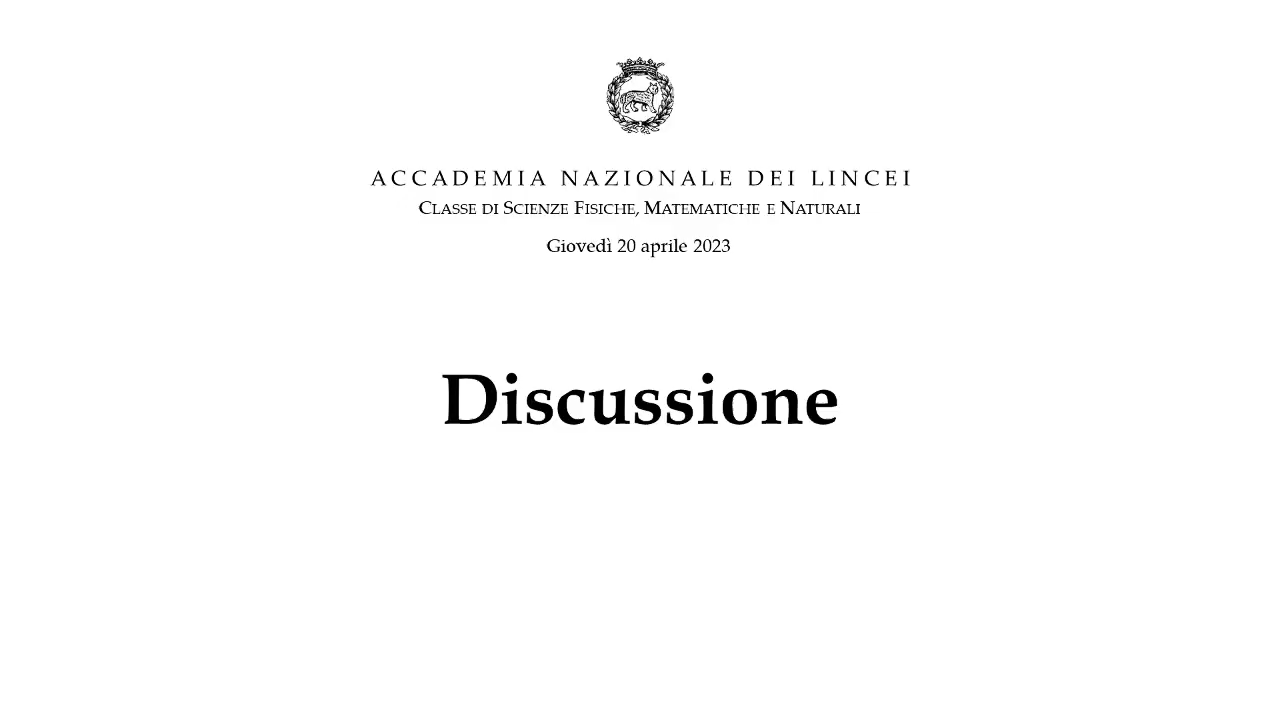 ACCADEMIA NAZIONALE DEI LINCEI
CLASSE DI SCIENZE FISICHE, MATEMATICHE E NATURALI
Giovedì 20 aprile 2023
Discussione